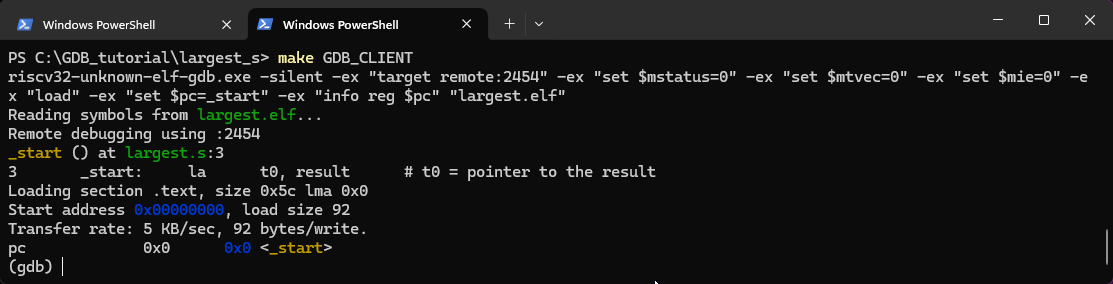 Windows PowerShell
Windows PowerShell
PS C:\GDB_tutorial\largest_s> make GDB_CLIENT
riscv32-unknown-elf-gdb.exe -silent -ex "target remote:2454" -ex "set $mstatus=0" -ex "set $mtvec=0" -ex "set $mie=0" -e
x "load" -ex "set $pc=_start" -ex "info reg $pc" "largest.elf"
Reading symbols from largest.elf...
Remote debugging using :2454
_start () at largest.s:3
3       _start:     la      t0, result      # t0 = pointer to the result
Loading section .text, size 0x5c lma 0x0
Start address 0x00000000, load size 92
Transfer rate: 5 KB/sec, 92 bytes/write.
pc             0x0      0x0 <_start>
(gdb)